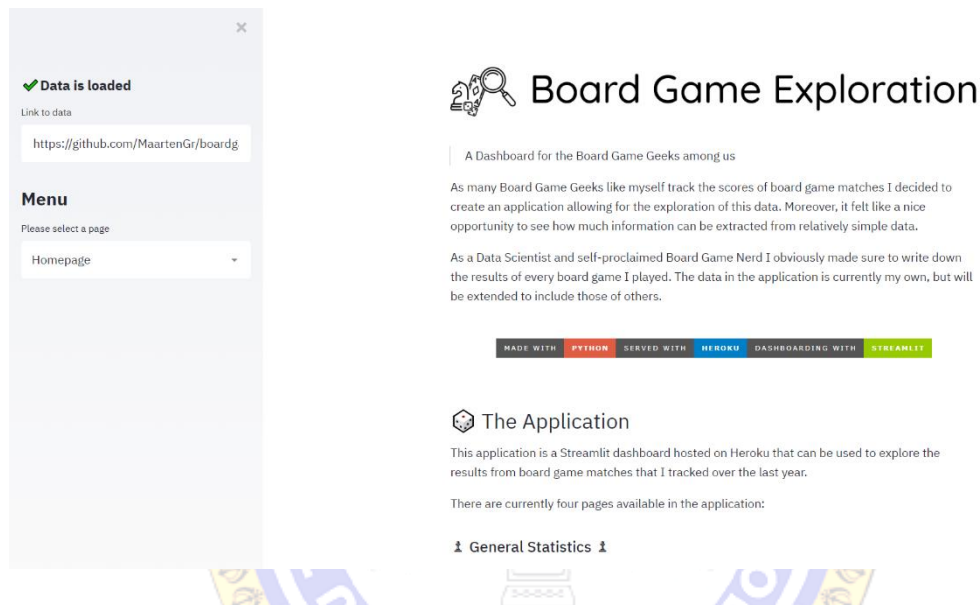 ×
✔ Data is loaded
Link to data
https://github.com/MaartenGr/boardg
Menu
Please select a page
Homepage
Board Game Exploration
A Dashboard for the Board Game Geeks among us
As many Board Game Geeks like myself track the scores of board game matches I decided to
create an application allowing for the exploration of this data. Moreover, it felt like a nice
opportunity to see how much information can be extracted from relatively simple data.
As a Data Scientist and self-proclaimed Board Game Nerd I obviously made sure to write down
the results of every board game I played. The data in the application is currently my own, but will
be extended to include those of others.
MADE WITH PYTHON SERVED WITH HEROKU DASHBOARDING WITH STREAMLIT
The Application
This application is a Streamlit dashboard hosted on Heroku that can be used to explore the
results from board game matches that I tracked over the last year.
There are currently four pages available in the application:
General Statistics